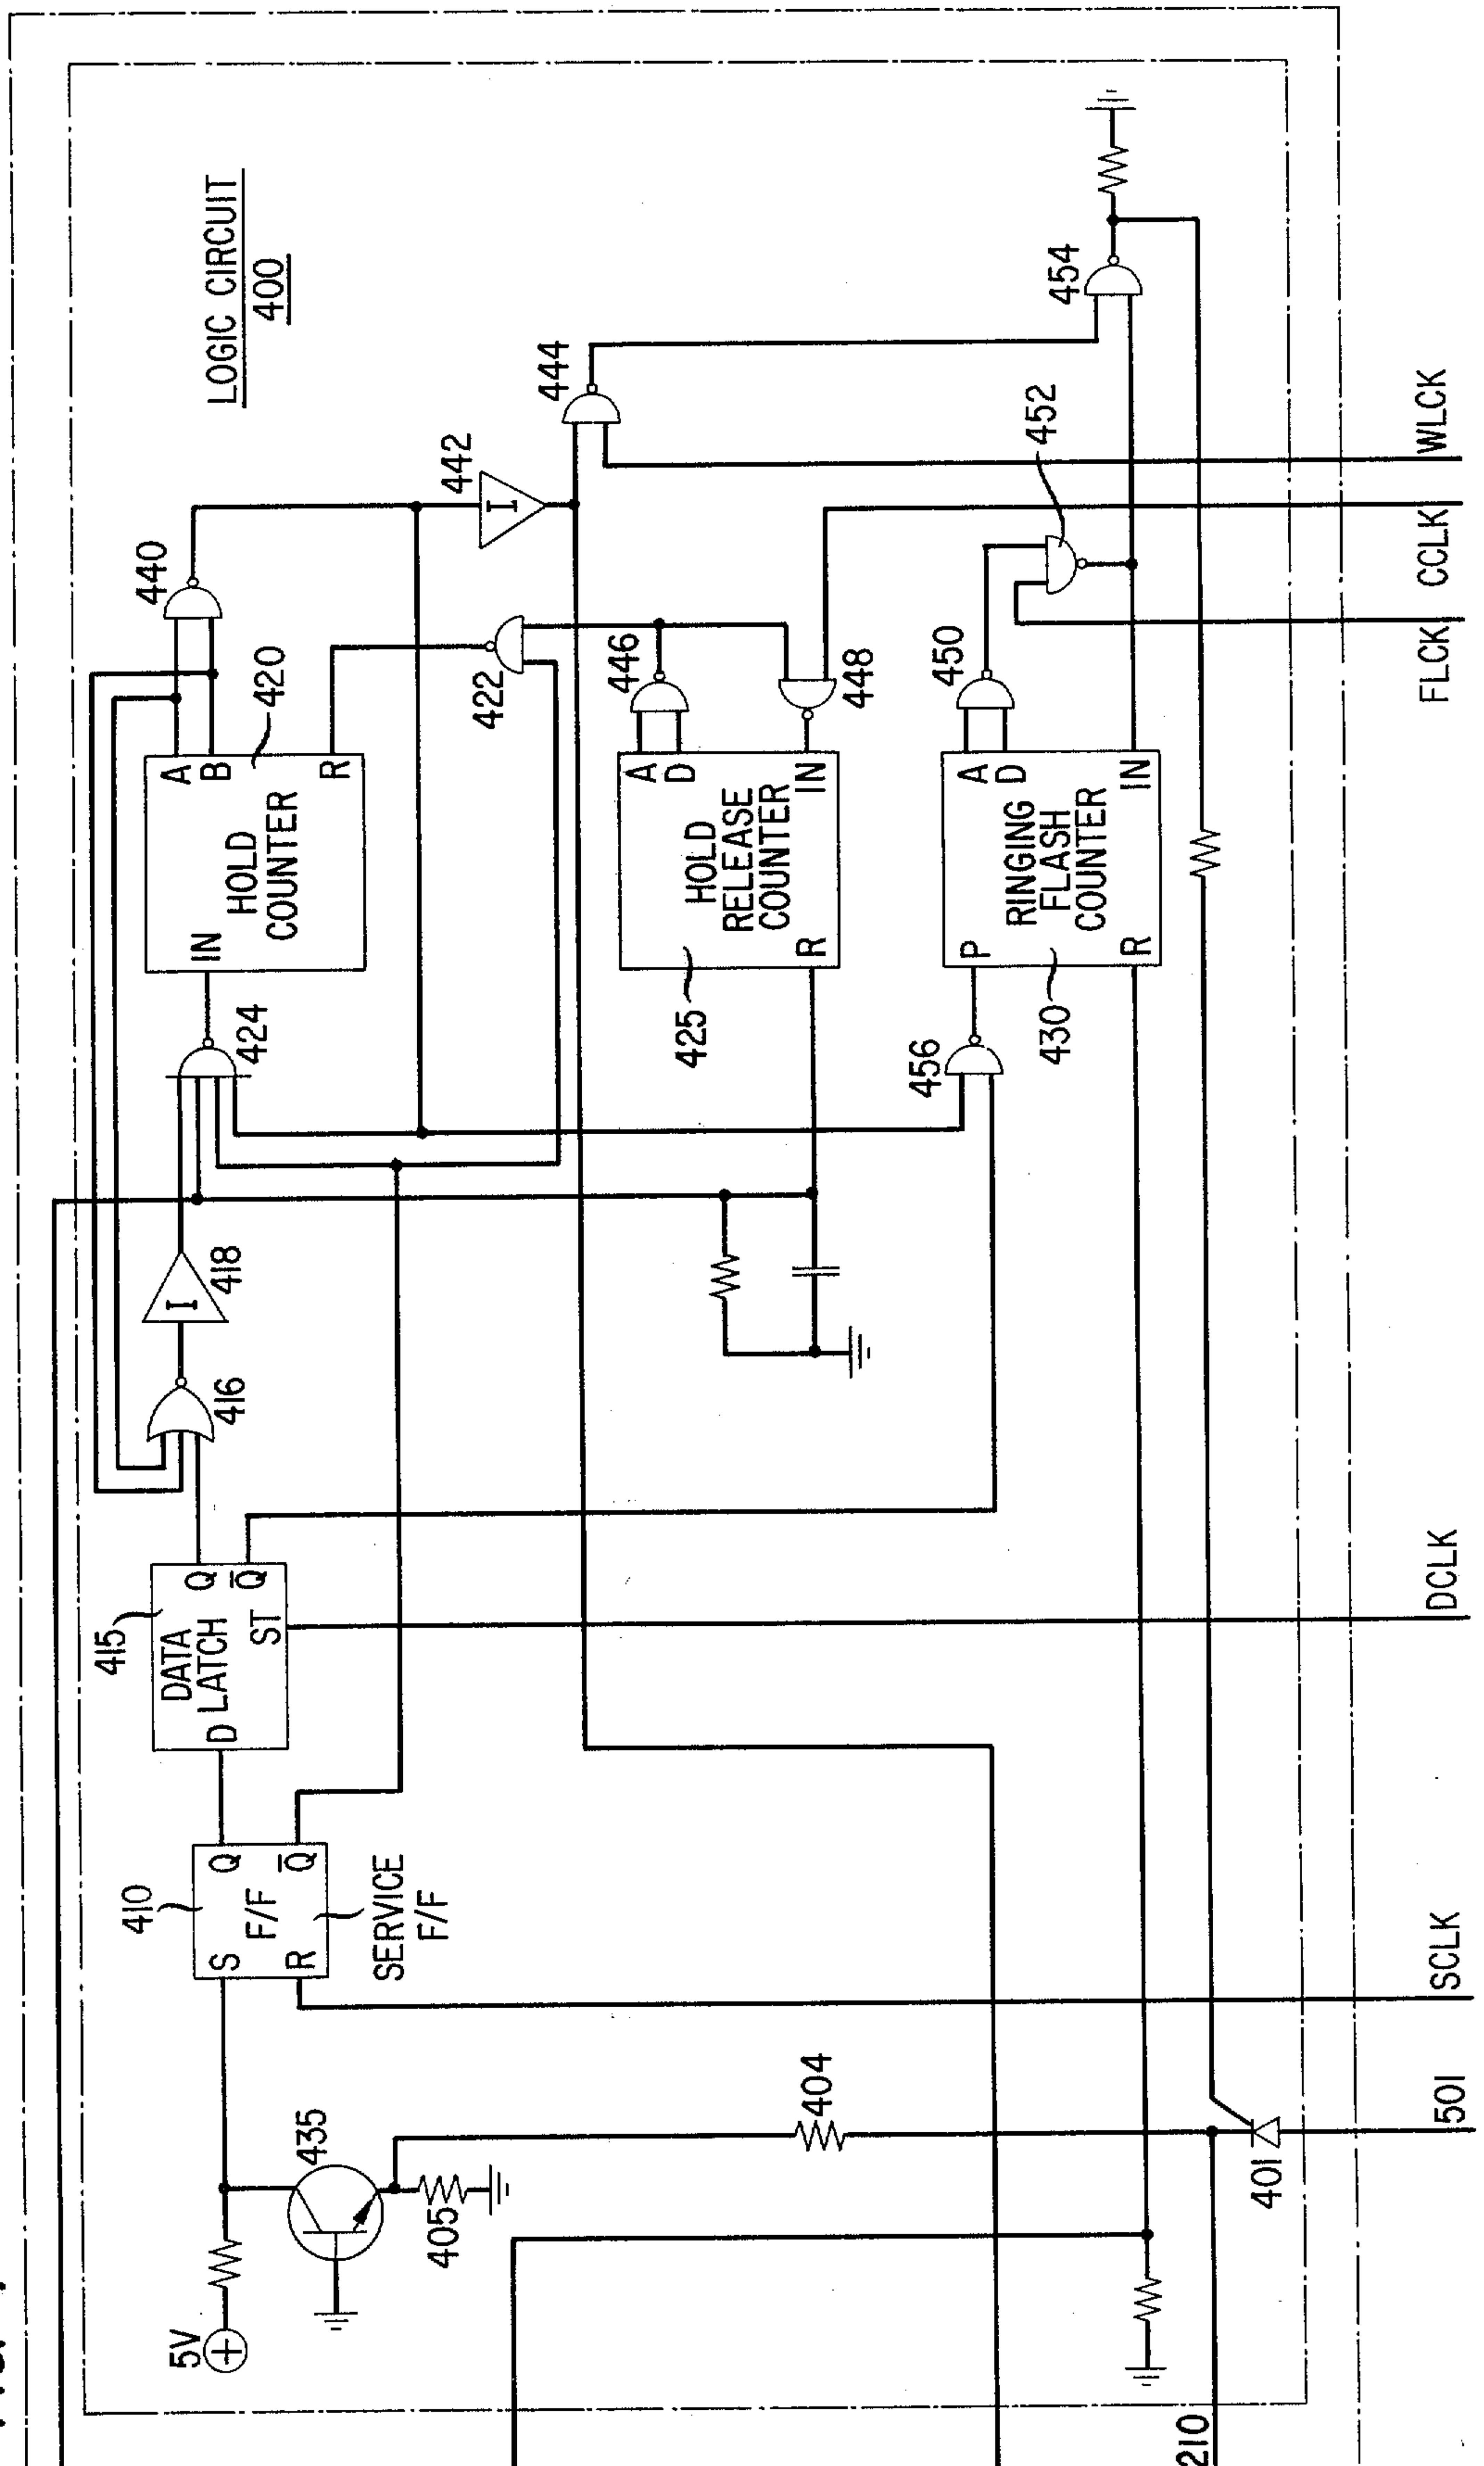 LOGIC CIRCUIT
400
440
A
B
R
HOLD
COUNTER
IN
420
424
442
I
444
422
446
448
A
D
IN
HOLD
RELEASE
COUNTER
R
425
450
452
454
A
D
IN
RINGING
FLASH
COUNTER
P
R
430
456
418
I
416
415
DATA
LATCH
D
Q
Q̅
ST
410
S
R
F/F
Q
Q̅
SERVICE
F/F
435
5V
+
405
404
401
210
501
SCLK
DCLK
FLCK
CCLK
WLCK